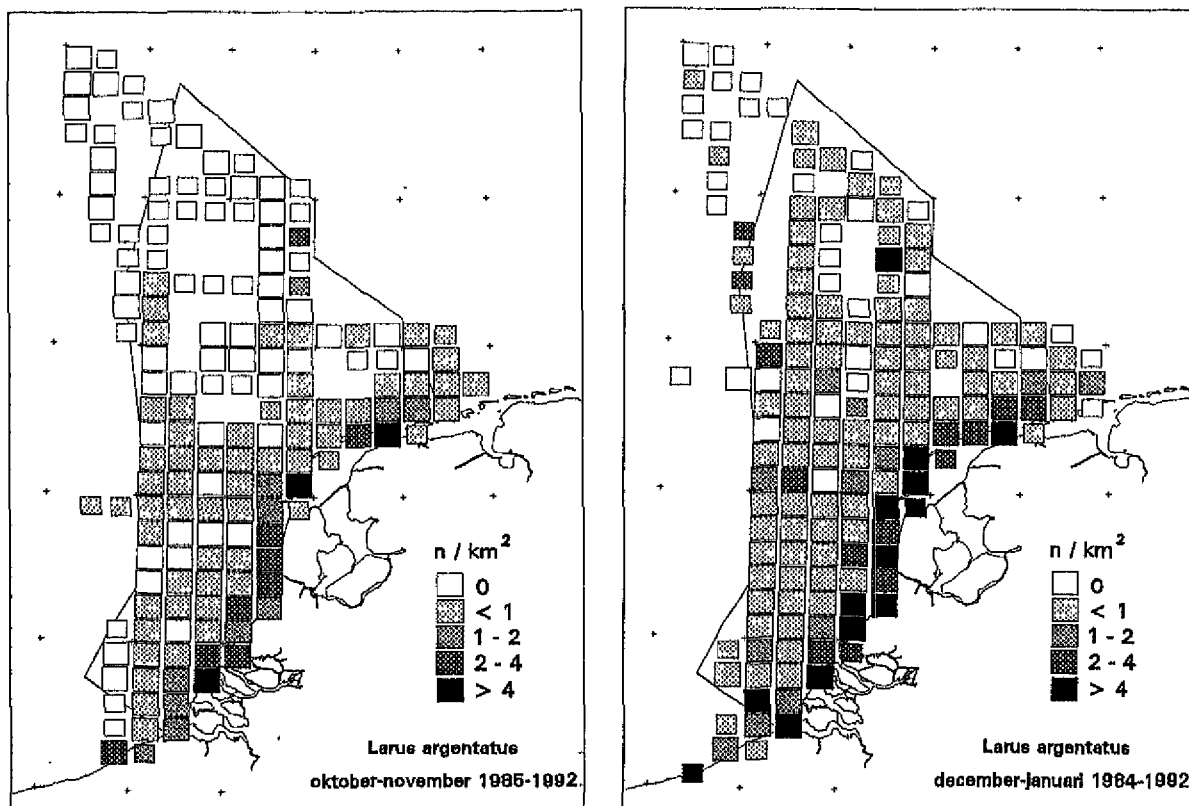 n / km²
0
< 1
1 - 2
2 - 4
> 4
Larus argentatus
oktober-november 1985-1992.
n / km²
0
< 1
1 - 2
2 - 4
> 4
Larus argentatus
december-januari 1984-1992